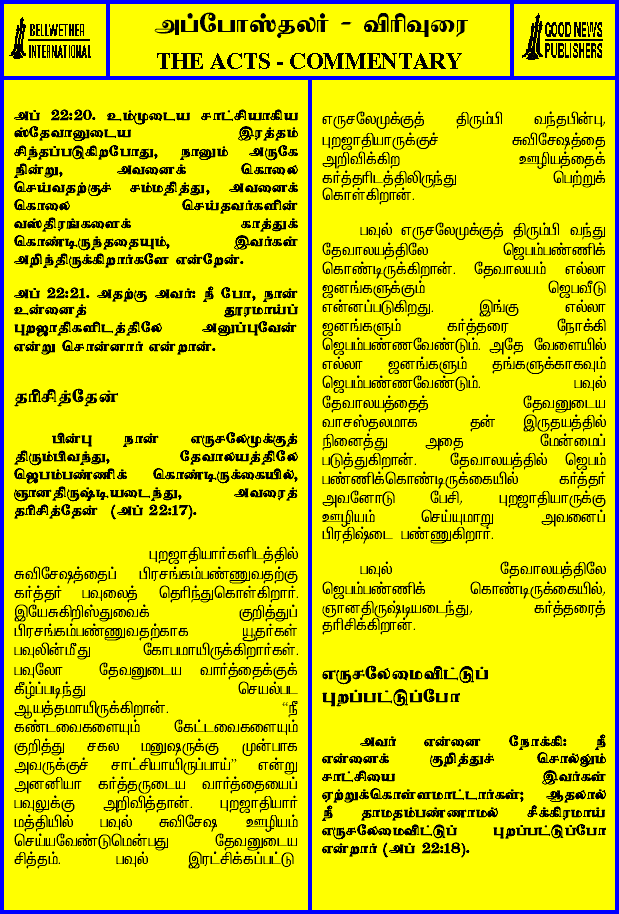 BELLWETHER
INTERNATIONAL
அப்போஸ்தலர் - விரிவுரை
THE ACTS - COMMENTARY
GOOD NEWS
PUBLISHERS
அப் 22:20. உம்முடைய சாட்சியாகிய
ஸ்தேவானுடைய இரத்தம்
சிந்தப்படுகிறபோது, நானும் அருகே
நின்று, அவனைக் கொலை
செய்வதற்குச் சம்மதித்து, அவனைக்
கொலை செய்தவர்களின்
வஸ்திரங்களைக் காத்துக்
கொண்டிருந்ததையும், இவர்கள்
அறிந்திருக்கிறார்களே என்றேன்.
அப் 22:21. அதற்கு அவர்: நீ போ, நான்
உன்னைத் தூரமாய்ப்
புறஜாதிகளிடத்திலே அனுப்புவேன்
என்று சொன்னார் என்றான்.
தரிசித்தேன்
பின்பு நான் எருசலேமுக்குத்
திரும்பிவந்து, தேவாலயத்திலே
ஜெபம்பண்ணிக் கொண்டிருக்கையில்,
ஞானதிருஷ்டியடைந்து, அவரைத்
தரிசித்தேன் (அப் 22:17).
புறஜாதியார்களிடத்தில்
சுவிசேஷத்தைப் பிரசங்கம்பண்ணுவதற்கு
கர்த்தர் பவுலைத் தெரிந்துகொள்கிறார்.
இயேசுகிறிஸ்துவைக் குறித்துப்
பிரசங்கம்பண்ணுவதற்காக யூதர்கள்
பவுலின்மீது கோபமாயிருக்கிறார்கள்.
பவுலோ தேவனுடைய வார்த்தைக்குக்
கீழ்ப்படிந்து செயல்பட
ஆயத்தமாயிருக்கிறான். “நீ
கண்டவைகளையும் கேட்டவைகளையும்
குறித்து சகல மனுஷருக்கு முன்பாக
அவருக்குச் சாட்சியாயிருப்பாய்” என்று
அனனியா கர்த்தருடைய வார்த்தையைப்
பவுலுக்கு அறிவித்தான். புறஜாதியார்
மத்தியில் பவுல் சுவிசேஷ ஊழியம்
செய்யவேண்டுமென்பது தேவனுடைய
சித்தம். பவுல் இரட்சிக்கப்பட்டு
எருசலேமுக்குத் திரும்பி வந்தபின்பு,
புறஜாதியாருக்குச் சுவிசேஷத்தை
அறிவிக்கிற ஊழியத்தைக்
கர்த்தரிடத்திலிருந்து பெற்றுக்
கொள்கிறான்.
பவுல் எருசலேமுக்குத் திரும்பி வந்து
தேவாலயத்திலே ஜெபம்பண்ணிக்
கொண்டிருக்கிறான். தேவாலயம் எல்லா
ஜனங்களுக்கும் ஜெபவீடு
என்னப்படுகிறது. இங்கு எல்லா
ஜனங்களும் கர்த்தரை நோக்கி
ஜெபம்பண்ணவேண்டும். அதே வேளையில்
எல்லா ஜனங்களும் தங்களுக்காகவும்
ஜெபம்பண்ணவேண்டும். பவுல்
தேவாலயத்தைத் தேவனுடைய
வாசஸ்தலமாக தன் இருதயத்தில்
நினைத்து அதை மேன்மைப்
படுத்துகிறான். தேவாலயத்தில் ஜெபம்
பண்ணிக்கொண்டிருக்கையில் கர்த்தர்
அவனோடு பேசி, புறஜாதியாருக்கு
ஊழியம் செய்யுமாறு அவனைப்
பிரதிஷ்டை பண்ணுகிறார்.
பவுல் தேவாலயத்திலே
ஜெபம்பண்ணிக் கொண்டிருக்கையில்,
ஞானதிருஷ்டியடைந்து, கர்த்தரைத்
தரிசிக்கிறான்.
எருசலேமைவிட்டுப்
புறப்பட்டுப்போ
அவர் என்னை நோக்கி: நீ
என்னைக் குறித்துச் சொல்லும்
சாட்சியை இவர்கள்
ஏற்றுக்கொள்ளமாட்டார்கள்; ஆதலால்
நீ தாமதம்பண்ணாமல் சீக்கிரமாய்
எருசலேமைவிட்டுப் புறப்பட்டுப்போ
என்றார் (அப் 22:18).